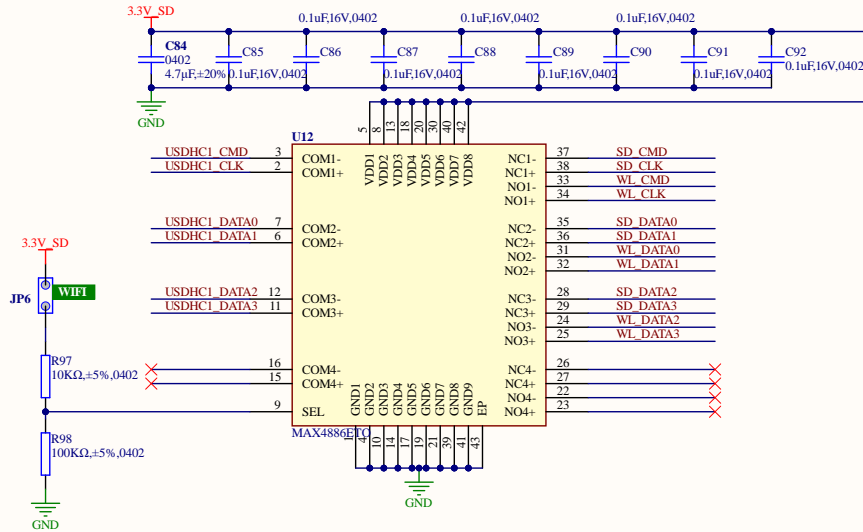 3.3V_SD
0.1uF,16V,0402 0.1uF,16V,0402 0.1uF,16V,0402
C84 C85 C86 C87 C88 C89 C90 C91 C92
0402
4.7μF,±20% 0.1uF,16V,0402 0.1uF,16V,0402 0.1uF,16V,0402 0.1uF,16V,0402
0.1uF,16V,0402
GND
U12
5 8 13 18 20 30 40 42
VDD1 VDD2 VDD3 VDD4 VDD5 VDD6 VDD7 VDD8
USDHC1_CMD 3 COM1- NC1- 37 SD_CMD
USDHC1_CLK 2 COM1+ NC1+ 38 SD_CLK
NO1- 33 WL_CMD
NO1+ 34 WL_CLK
USDHC1_DATA0 7 COM2- NC2- 35 SD_DATA0
USDHC1_DATA1 6 COM2+ NC2+ 36 SD_DATA1
NO2- 31 WL_DATA0
NO2+ 32 WL_DATA1
USDHC1_DATA2 12 COM3- NC3- 28 SD_DATA2
USDHC1_DATA3 11 COM3+ NC3+ 29 SD_DATA3
NO3- 24 WL_DATA2
NO3+ 25 WL_DATA3
16 COM4- NC4- 26
15 COM4+ NC4+ 27
NO4- 22
9 SEL NO4+ 23
GND1 GND2 GND3 GND4 GND5 GND6 GND7 GND8 GND9 EP
MAX4886ETO
1 4 10 14 17 19 21 39 41 43
GND
3.3V_SD
JP6 WIFI
R97
10KΩ,±5%,0402
R98
100KΩ,±5%,0402
GND